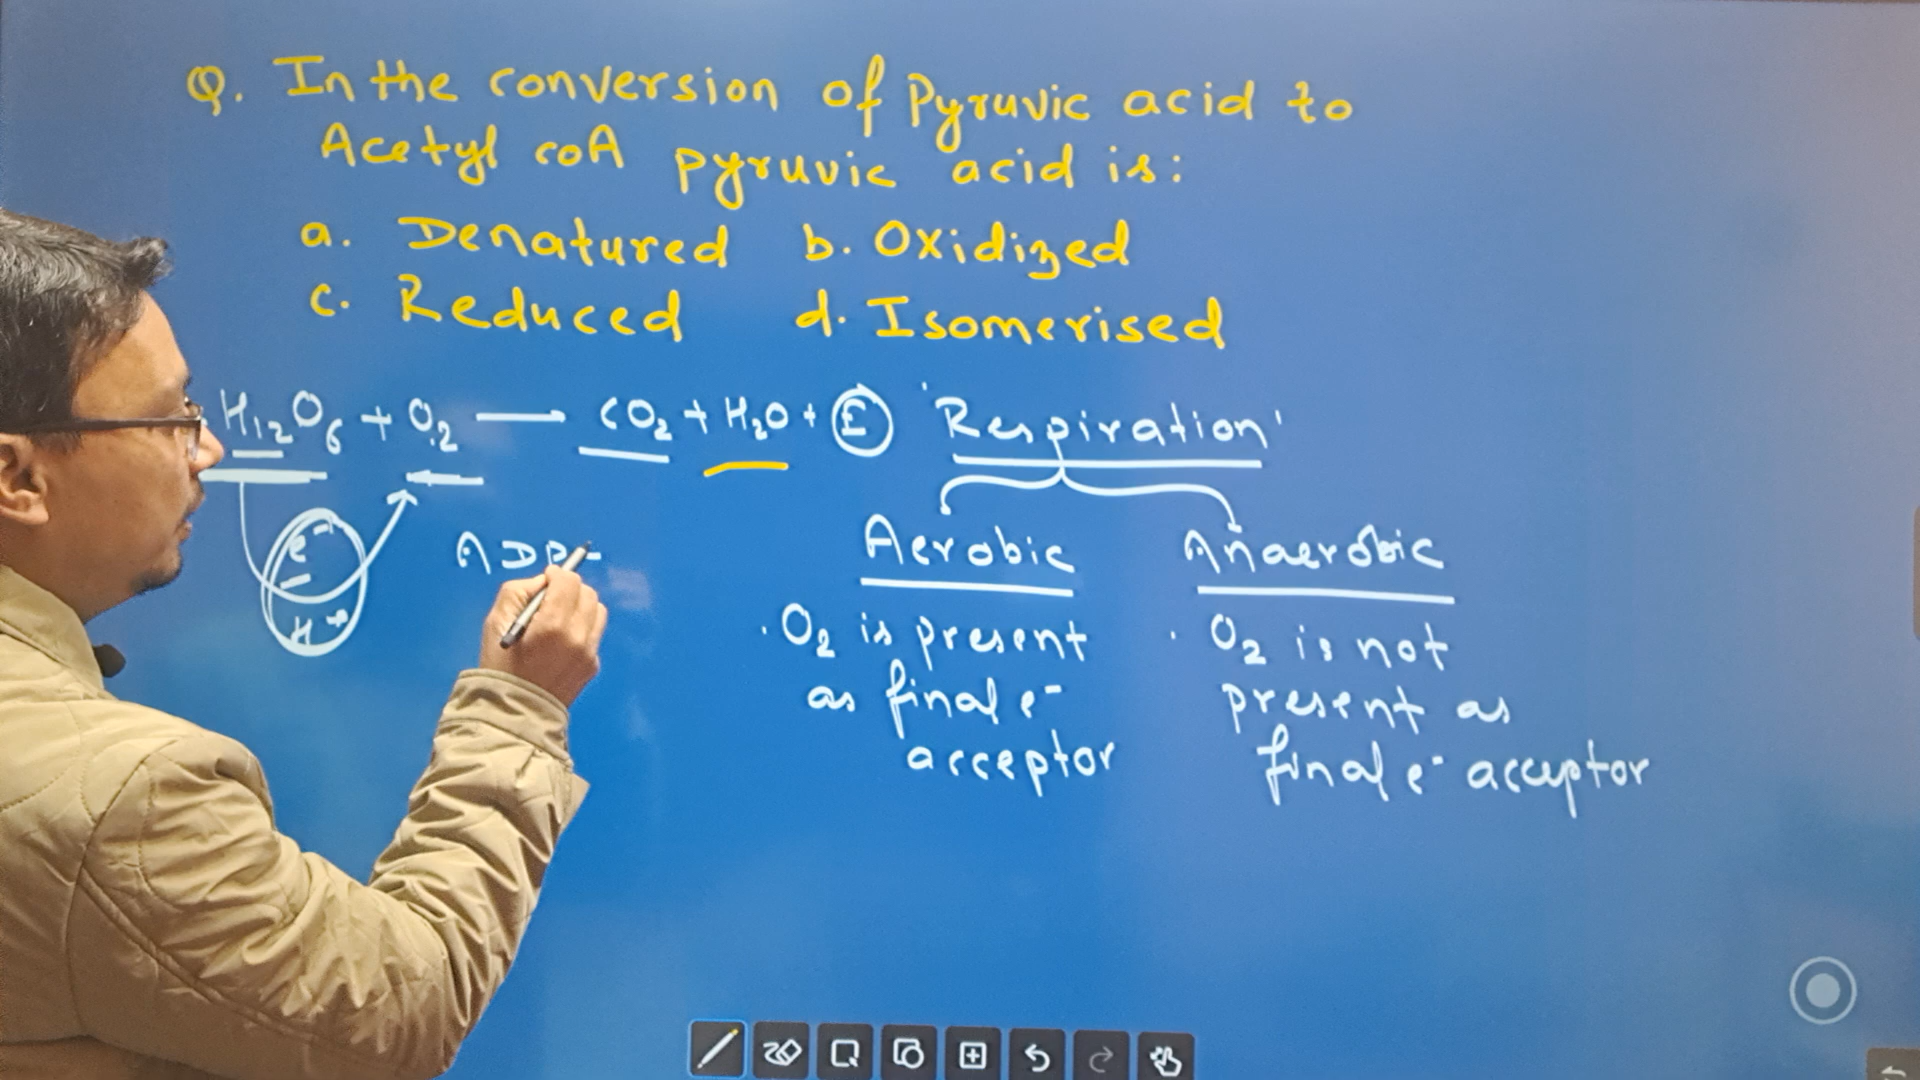 Q. In the conversion of Pyruvic acid to
Acetyl coA pyruvic acid is:
a. Denatured b. Oxidized
c. Reduced d. Isomerised
H12O6 + O2 → CO2 + H2O + E 'Respiration'
e⁻
H⁺
ADP+
Aerobic Anaerobic
. O2 is present
as final e⁻
acceptor
. O2 is not
present as
final e⁻ acceptor